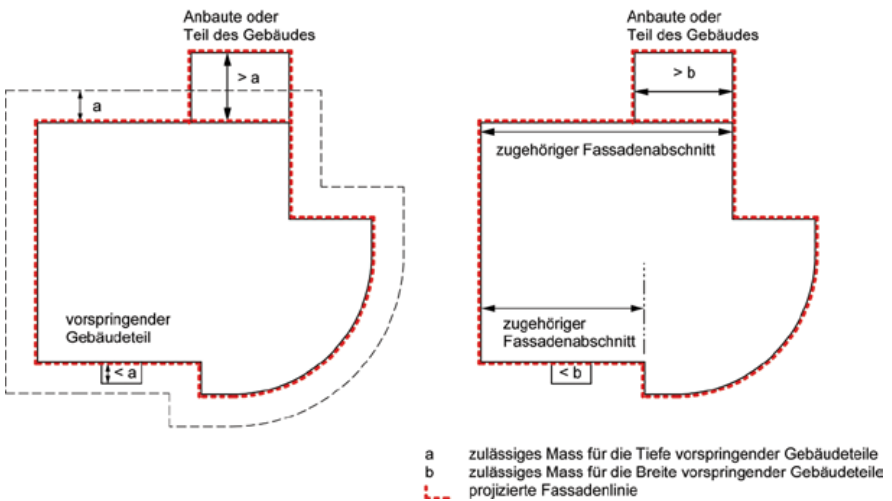 Anbaute oder
Teil des Gebäudes
> a
a
vorspringender
Gebäudeteil
< a
Anbaute oder
Teil des Gebäudes
> b
zugehöriger Fassadenabschnitt
zugehöriger
Fassadenabschnitt
< b
a zulässiges Mass für die Tiefe vorspringender Gebäudeteile
b zulässiges Mass für die Breite vorspringender Gebäudeteile
projizierte Fassadenlinie